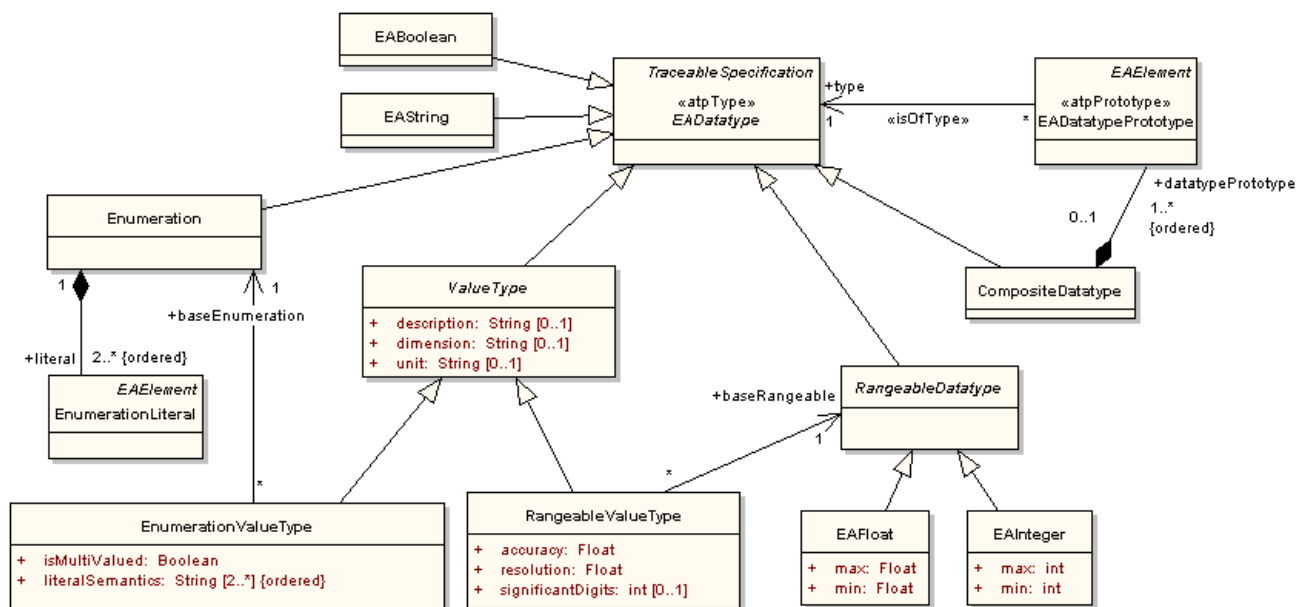 EABoolean
EAString
TraceableSpecification
«atpType»
EADatatype
+type
1
«isOfType»
*
EAElement
«atpPrototype»
EADatatypePrototype
+datatypePrototype
0..1
1..*
{ordered}
CompositeDatatype
Enumeration
1
1
+baseEnumeration
+literal
2..* {ordered}
EAElement
EnumerationLiteral
ValueType
+ description: String [0..1]
+ dimension: String [0..1]
+ unit: String [0..1]
+baseRangeable
1
RangeableDatatype
*
*
EnumerationValueType
+ isMultiValued: Boolean
+ literalSemantics: String [2..*] {ordered}
RangeableValueType
+ accuracy: Float
+ resolution: Float
+ significantDigits: int [0..1]
EAFloat
+ max: Float
+ min: Float
EAInteger
+ max: int
+ min: int